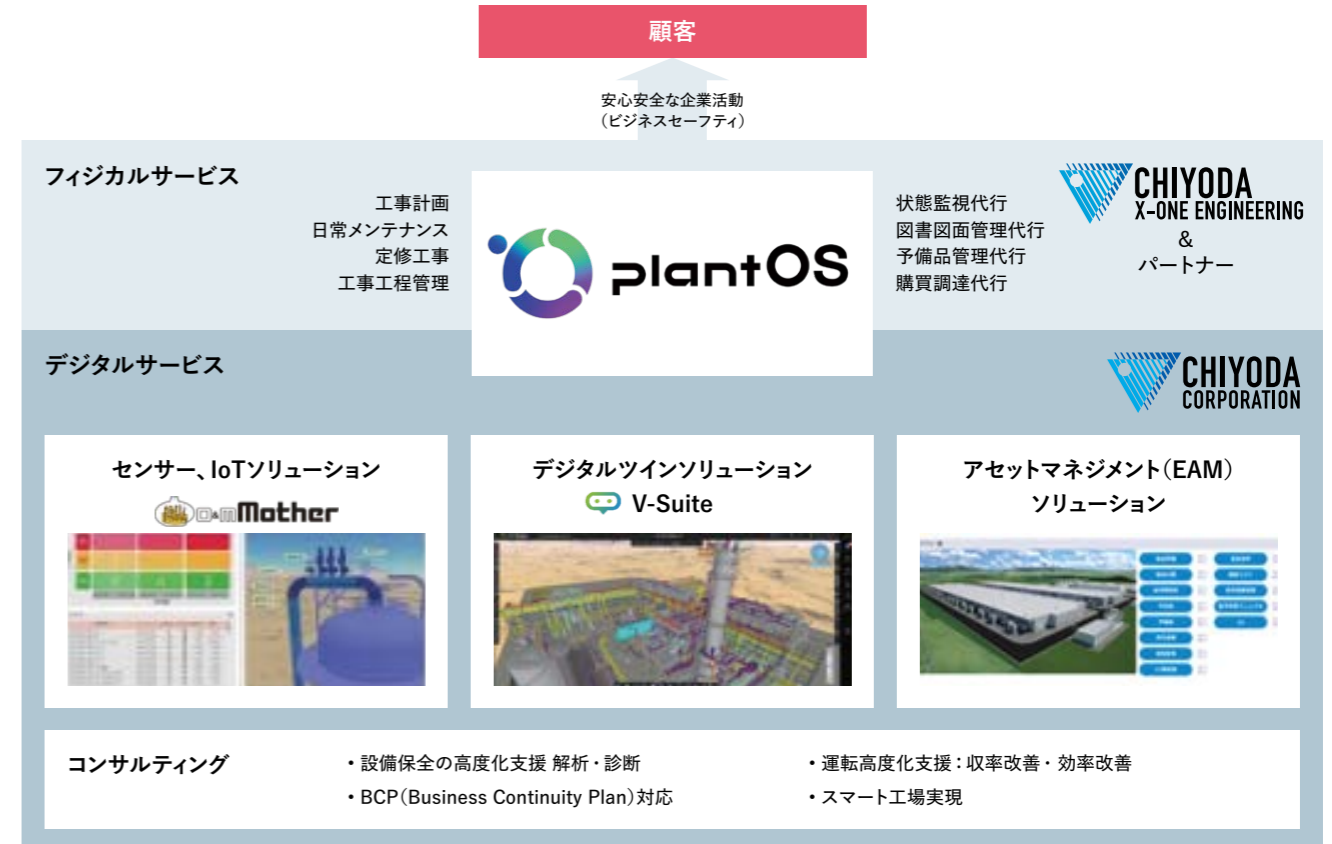 顧客
安心安全な企業活動
（ビジネスセーフティ）
フィジカルサービス
工事計画
日常メンテナンス
定修工事
工事工程管理
plantOS
状態監視代行
図書図面管理代行
予備品管理代行
購買調達代行
CHIYODA
X-ONE ENGINEERING
&
パートナー
デジタルサービス
CHIYODA
CORPORATION
センサー、IoTソリューション
O&M Mother
デジタルツインソリューション
V-Suite
アセットマネジメント（EAM）
ソリューション
コンサルティング
・設備保全の高度化支援 解析・診断
・BCP（Business Continuity Plan）対応
・運転高度化支援：収率改善・効率改善
・スマート工場実現